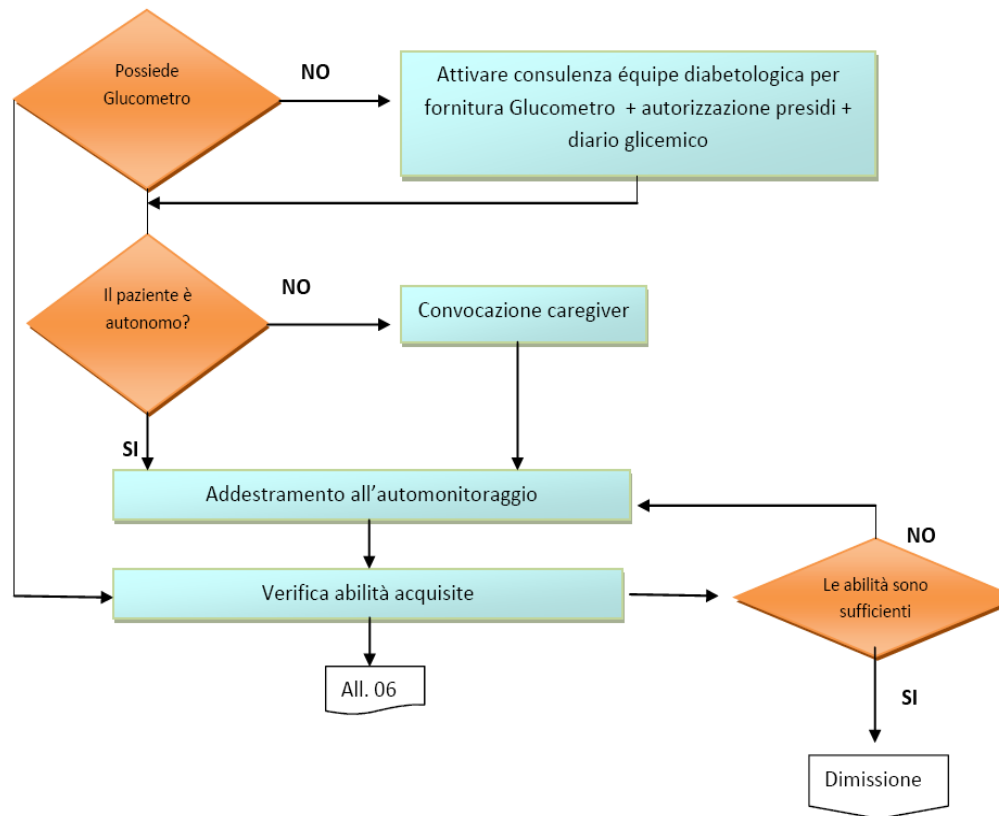 Possiede
Glucometro
NO
Attivare consulenza équipe diabetologica per
fornitura Glucometro + autorizzazione presidi +
diario glicemico
Il paziente è
autonomo?
NO
Convocazione caregiver
SI
Addestramento all'automonitoraggio
NO
Verifica abilità acquisite
Le abilità sono
sufficienti
All. 06
SI
Dimissione